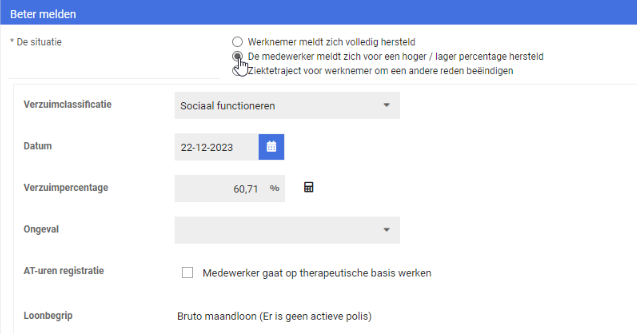 Beter melden
* De situatie
Werknemer meldt zich volledig hersteld
De medewerker meldt zich voor een hoger / lager percentage hersteld
Ziektetraject voor werknemer om een andere reden beëindigen
Verzuimclassificatie
Sociaal functioneren
Datum
22-12-2023
Verzuimpercentage
60,71 %
Ongeval
AT-uren registratie
Medewerker gaat op therapeutische basis werken
Loonbegrip
Bruto maandloon (Er is geen actieve polis)